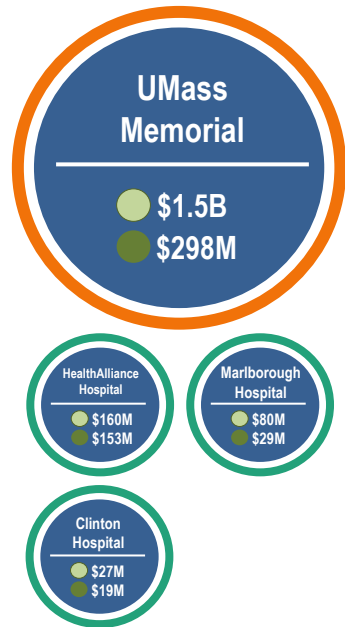 UMass
Memorial
$1.5B
$298M
HealthAlliance
Hospital
$160M
$153M
Marlborough
Hospital
$80M
$29M
Clinton
Hospital
$27M
$19M